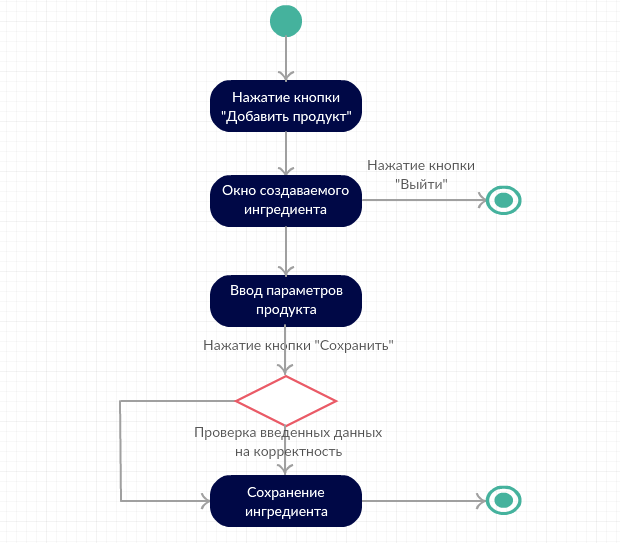 Нажатие кнопки
"Добавить продукт"
Нажатие кнопки
"Выйти"
Окно создаваемого
ингредиента
Ввод параметров
продукта
Нажатие кнопки "Сохранить"
Проверка введенных данных
на корректность
Сохранение
ингредиента